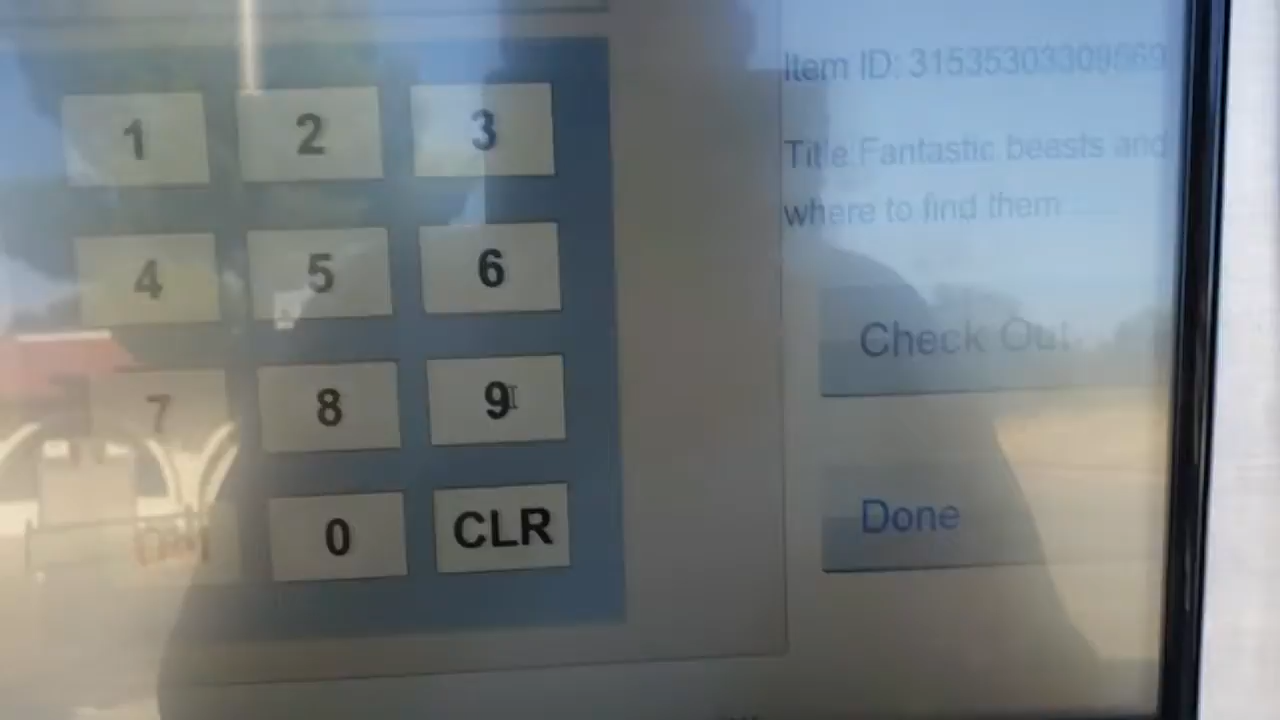 1 2 3
4 5 6
7 8 9
0 CLR
Item ID:
Title:Fantastic beasts and
where to find them
Check Out
Done